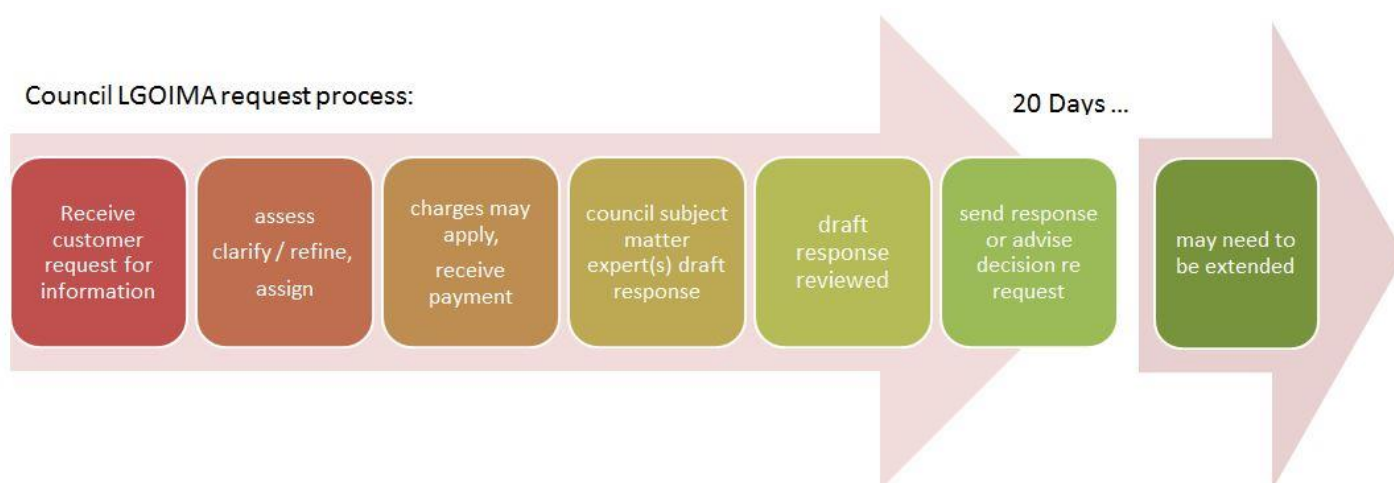 Council LGOIMA request process:
20 Days ...
Receive
customer
request for
information
assess
clarify / refine,
assign
charges may
apply,
receive
payment
council subject
matter
expert(s) draft
response
draft
response
reviewed
send response
or advise
decision re
request
may need to
be extended